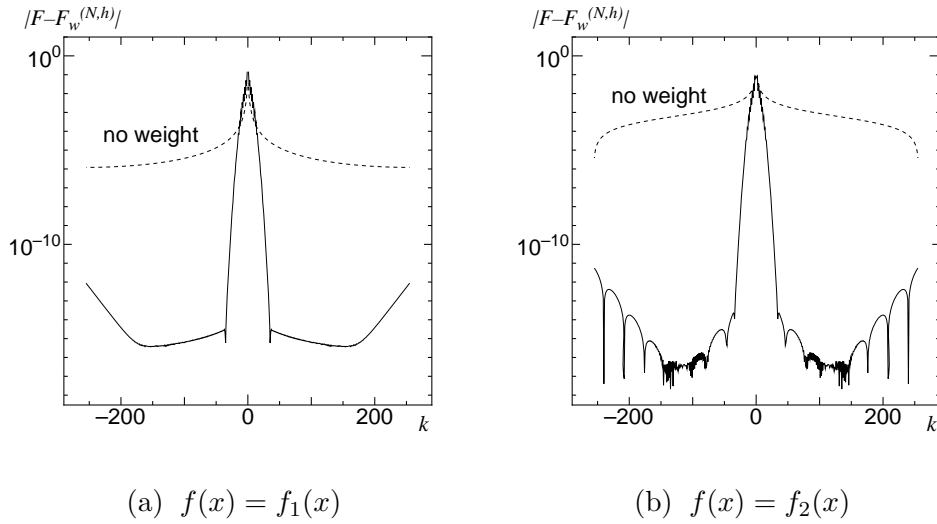 |F−F_w^(N,h)|
10^0
no weight
10^−10
−200 0 200 k
(a) f(x) = f_1(x)
|F−F_w^(N,h)|
10^0
no weight
10^−10
−200 0 200 k
(b) f(x) = f_2(x)